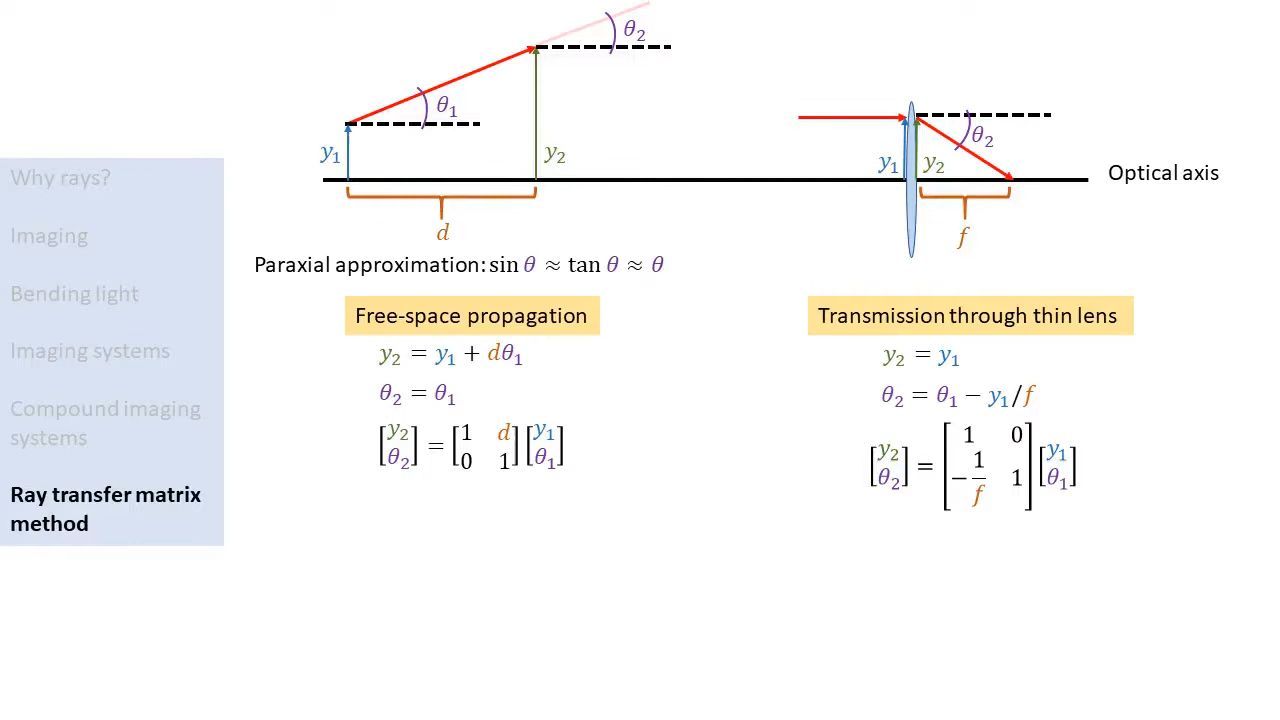 θ₂
θ₁
y₁
y₂
d
θ₂
y₁
y₂
f
Optical axis
Why rays?
Imaging
Bending light
Imaging systems
Compound imaging
systems
Ray transfer matrix
method
Paraxial approximation: sin θ ≈ tan θ ≈ θ
Free-space propagation
y₂ = y₁ + dθ₁
θ₂ = θ₁
[y₂; θ₂] = [1 d; 0 1] [y₁; θ₁]
Transmission through thin lens
y₂ = y₁
θ₂ = θ₁ − y₁/f
[y₂; θ₂] = [1 0; −1/f 1] [y₁; θ₁]